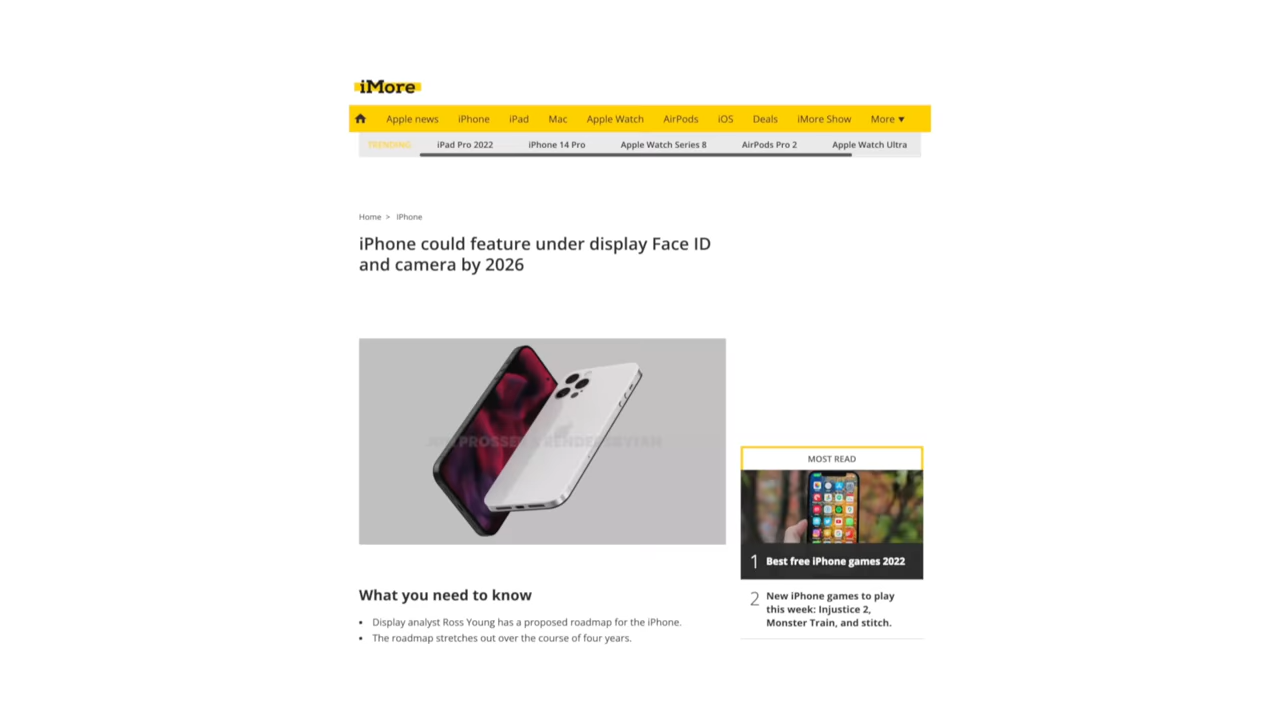 iMore
Apple news iPhone iPad Mac Apple Watch AirPods iOS Deals iMore Show More
TRENDING iPad Pro 2022 iPhone 14 Pro Apple Watch Series 8 AirPods Pro 2 Apple Watch Ultra
Home > iPhone
iPhone could feature under display Face ID
and camera by 2026
What you need to know
• Display analyst Ross Young has a proposed roadmap for the iPhone.
• The roadmap stretches out over the course of four years.
MOST READ
1 Best free iPhone games 2022
2 New iPhone games to play
this week: Injustice 2,
Monster Train, and stitch.